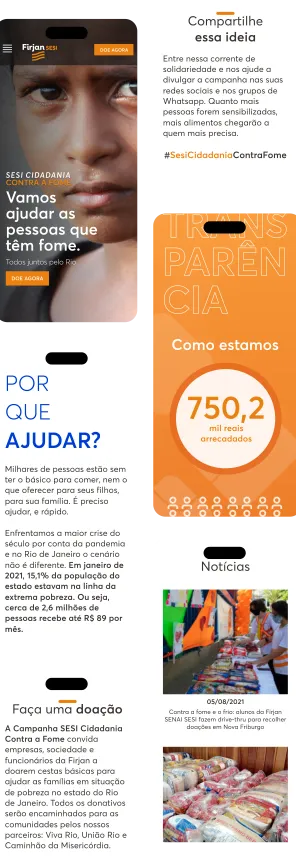 Firjan SESI
DOE AGORA
SESI CIDADANIA
CONTRA A FOME
Vamos
ajudar as
pessoas que
têm fome.
Todos juntos pelo Rio
DOE AGORA
POR
QUE
AJUDAR?
Milhares de pessoas estão sem
ter o básico para comer, nem o
que oferecer para seus filhos,
para sua família. É preciso
ajudar, e rápido.
Enfrentamos a maior crise do
século por conta da pandemia
e no Rio de Janeiro o cenário
não é diferente. Em janeiro de
2021, 15,1% da população do
estado estavam na linha da
extrema pobreza. Ou seja,
cerca de 2,6 milhões de
pessoas recebe até R$ 89 por
mês.
Faça uma doação
A Campanha SESI Cidadania
Contra a Fome convida
empresas, sociedade e
funcionários da Firjan a
doarem cestas básicas para
ajudar as famílias em situação
de pobreza no estado do Rio
de Janeiro. Todos os donativos
serão encaminhados para as
comunidades pelos nossos
parceiros: Viva Rio, União Rio e
Caminhão da Misericórdia.
Compartilhe
essa ideia
Entre nessa corrente de
solidariedade e nos ajude a
divulgar a campanha nas suas
redes sociais e nos grupos de
Whatsapp. Quanto mais
pessoas forem sensibilizadas,
mais alimentos chegarão a
quem mais precisa.
#SesiCidadaniaContraFome
TRANS
PARÊN
CIA
Como estamos
750,2
mil reais
arrecadados
Notícias
05/08/2021
Contra a fome e o frio: alunos da Firjan
SENAI SESI fazem drive-thru para recolher
doações em Nova Friburgo